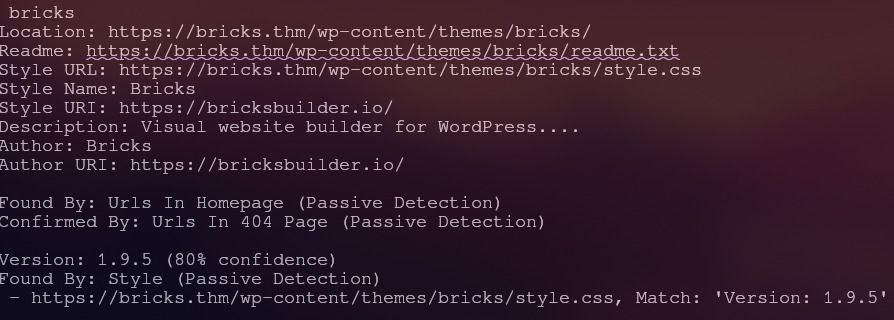 bricks
Location: https://bricks.thm/wp-content/themes/bricks/
Readme: https://bricks.thm/wp-content/themes/bricks/readme.txt
Style URL: https://bricks.thm/wp-content/themes/bricks/style.css
Style Name: Bricks
Style URI: https://bricksbuilder.io/
Description: Visual website builder for WordPress....
Author: Bricks
Author URI: https://bricksbuilder.io/
Found By: Urls In Homepage (Passive Detection)
Confirmed By: Urls In 404 Page (Passive Detection)
Version: 1.9.5 (80% confidence)
Found By: Style (Passive Detection)
- https://bricks.thm/wp-content/themes/bricks/style.css, Match: 'Version: 1.9.5'